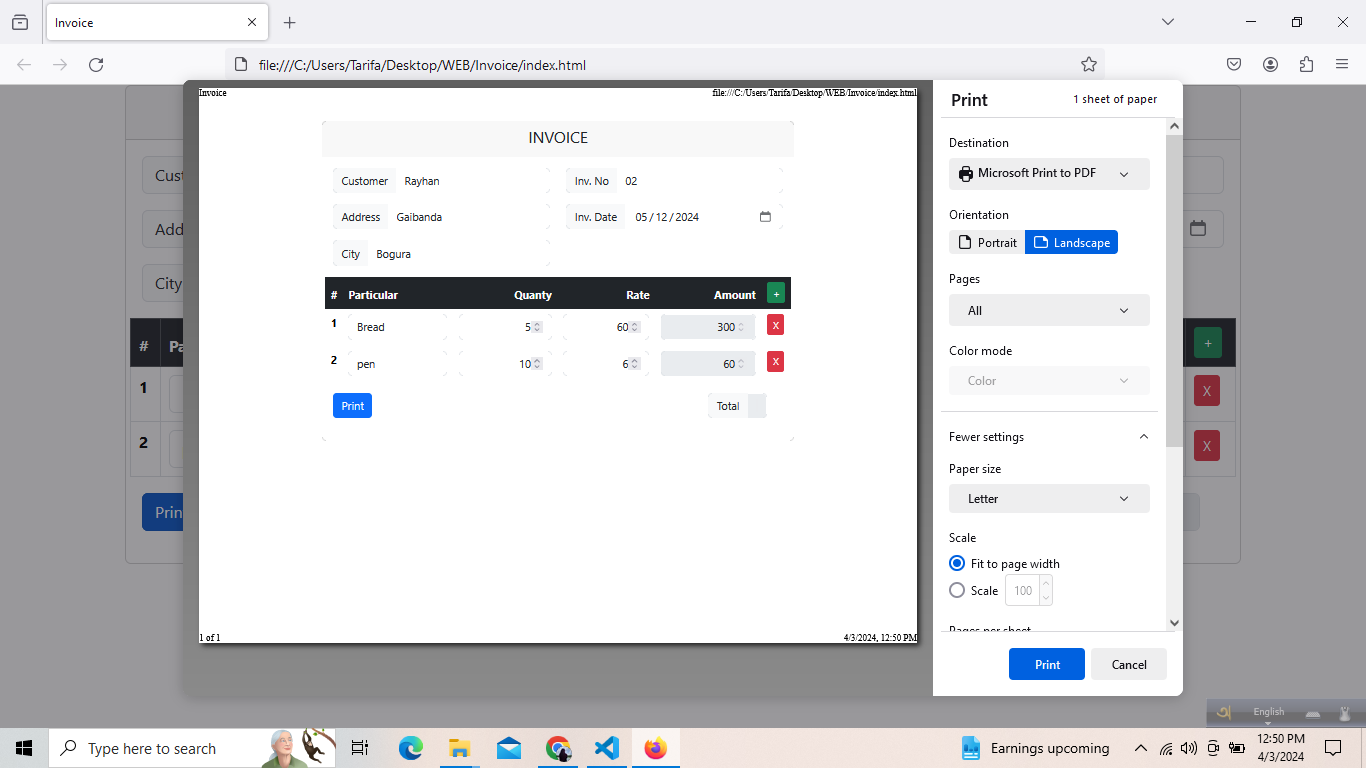 Invoice
file:///C:/Users/Tarifa/Desktop/WEB/Invoice/index.html
Invoice file:///C:/Users/Tarifa/Desktop/WEB/Invoice/index.html
INVOICE
Customer Rayhan Inv. No 02
Address Gaibanda Inv. Date 05/12/2024
City Bogura
# Particular Quanty Rate Amount +
1 Bread 5 60 300 X
2 pen 10 6 60 X
Print Total
1 of 1 4/3/2024, 12:50 PM
Cust
Add
City
# Pa +
1 X
2 X
Prin
Print 1 sheet of paper
Destination
Microsoft Print to PDF
Orientation
Portrait Landscape
Pages
All
Color mode
Color
Fewer settings
Paper size
Letter
Scale
Fit to page width
Scale 100
Pages per sheet
Print Cancel
English
Type here to search
Earnings upcoming
12:50 PM
4/3/2024